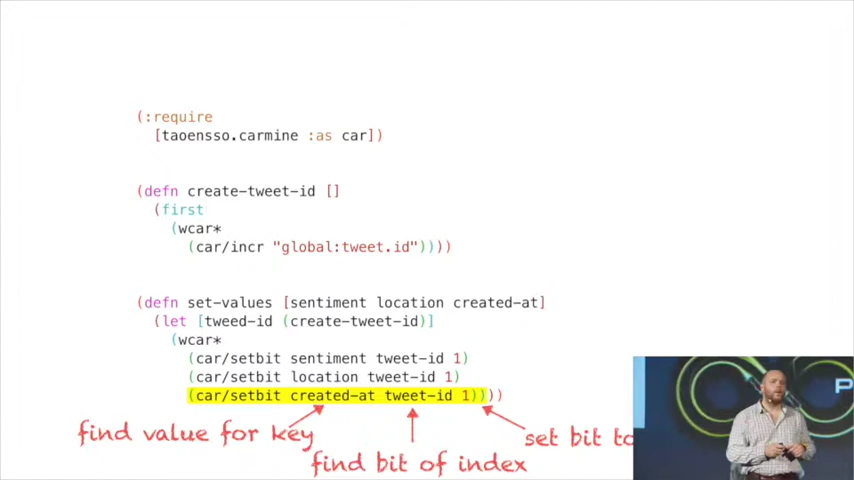 (:require
[taoensso.carmine :as car])
(defn create-tweet-id []
(first
(wcar*
(car/incr "global:tweet.id"))))
(defn set-values [sentiment location created-at]
(let [tweed-id (create-tweet-id)]
(wcar*
(car/setbit sentiment tweet-id 1)
(car/setbit location tweet-id 1)
(car/setbit created-at tweet-id 1))))
find value for key
find bit of index
set bit to
P